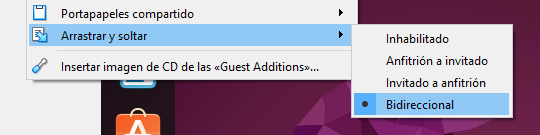 Portapapeles compartido
Arrastrar y soltar
Insertar imagen de CD de las «Guest Additions»...
Inhabilitado
Anfitrión a invitado
Invitado a anfitrión
Bidireccional